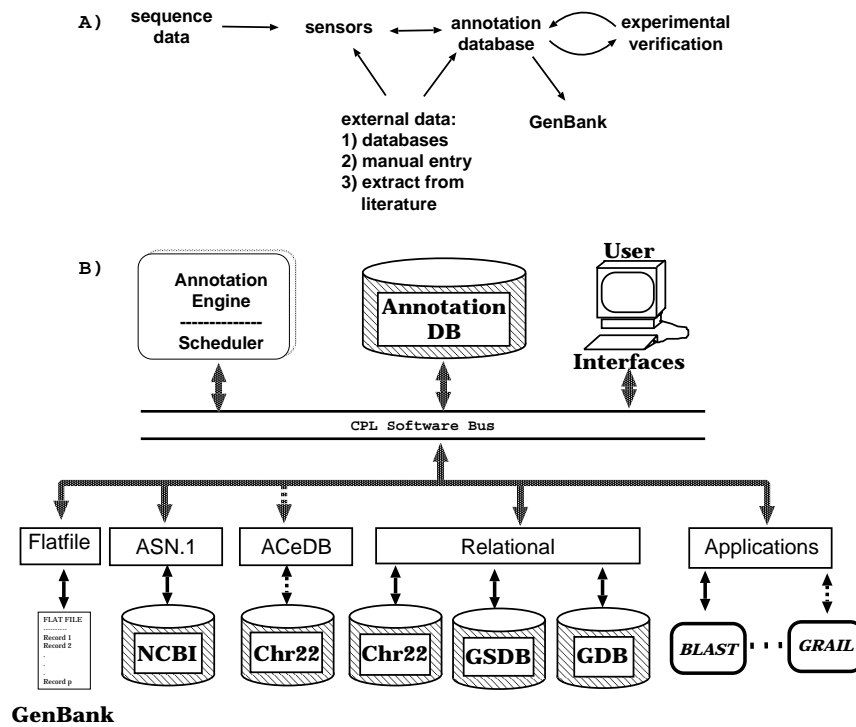 A)
sequence
data
sensors
annotation
database
experimental
verification
external data:
1) databases
2) manual entry
3) extract from
literature
GenBank
B)
Annotation
Engine
--------------
Scheduler
Annotation
DB
User
Interfaces
CPL Software Bus
Flatfile
ASN.1
ACeDB
Relational
Applications
FLAT FILE
-----------
Record 1
Record 2
.
.
.
Record p
GenBank
NCBI
Chr22
Chr22
GSDB
GDB
BLAST
GRAIL